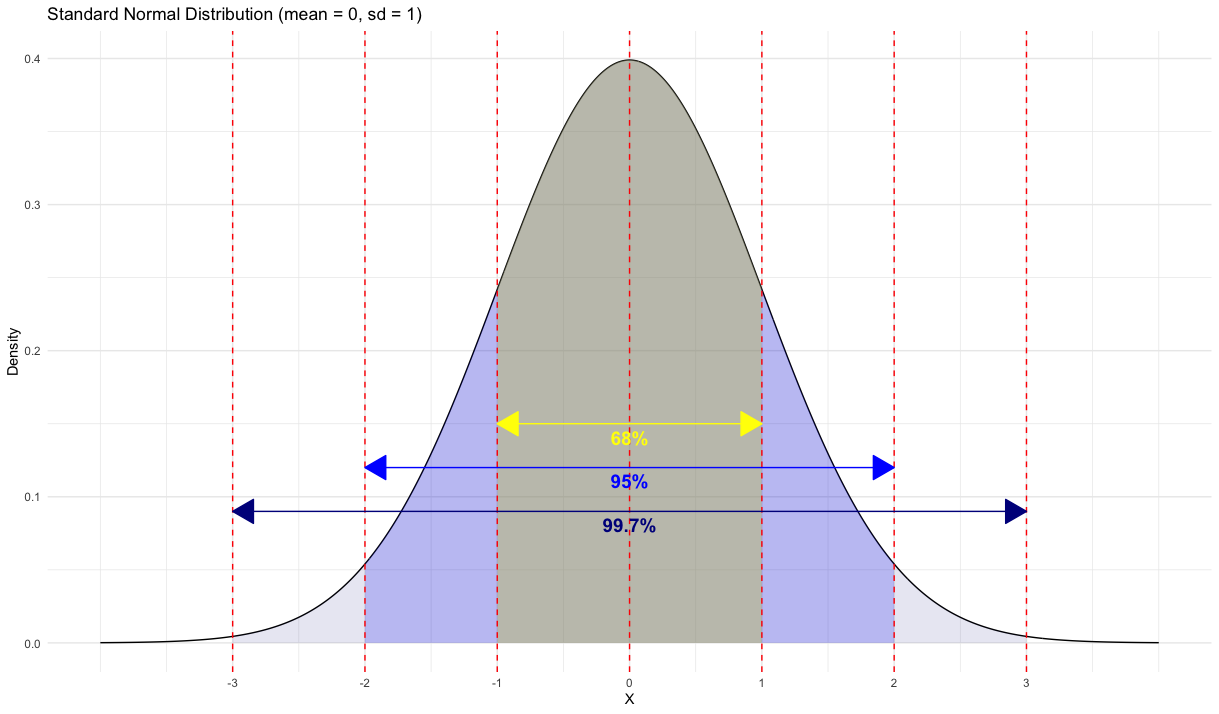 Standard Normal Distribution (mean = 0, sd = 1)
Density
0.4
0.3
0.2
0.1
0.0
68%
95%
99.7%
-3 -2 -1 0 1 2 3
X